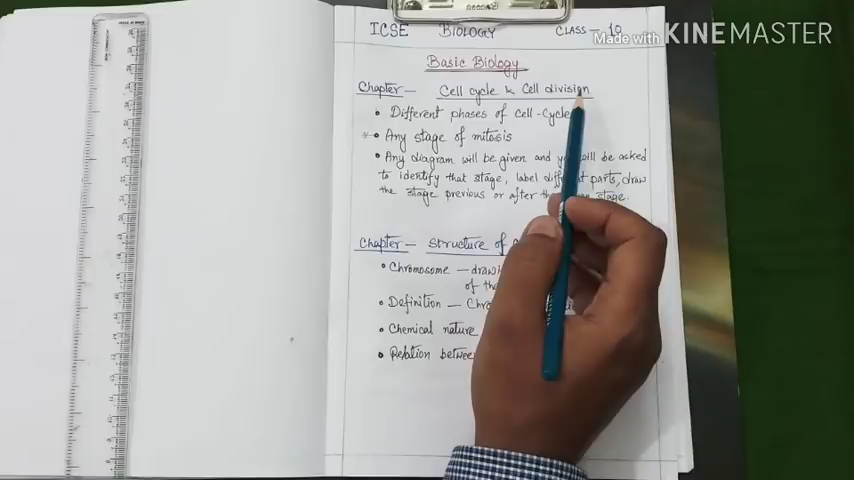 ICSE BIOLOGY CLASS - 10
Made with KINEMASTER
Basic Biology
Chapter - Cell cycle & Cell division
• Different phases of Cell-Cycle
• Any stage of mitosis
• Any diagram will be given and you will be asked
to identify that stage, label different parts, draw
the stage previous or after the stage.
Chapter - Structure of
• Chromosome -
of the
• Definition -
• Chemical nature
• Relation between